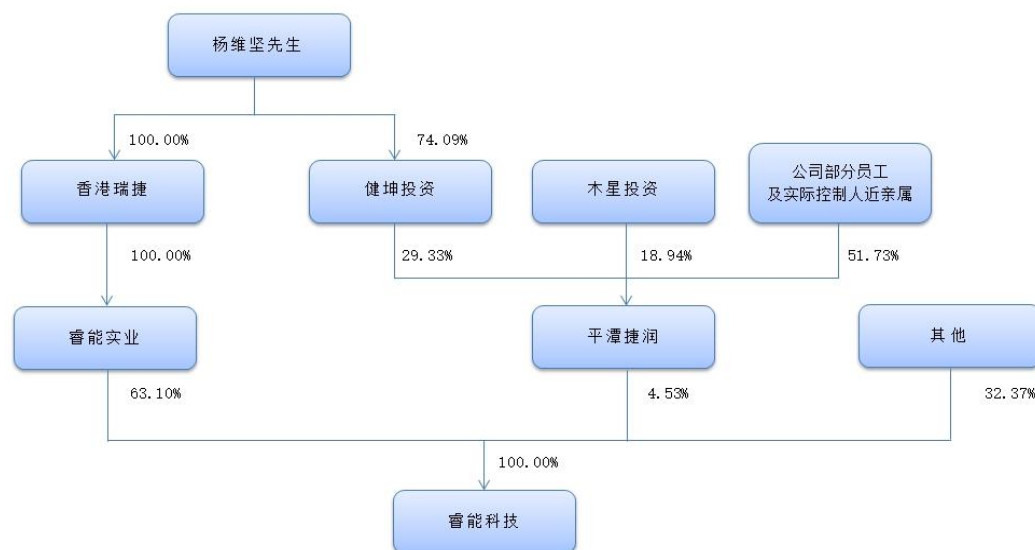 杨维坚先生
100.00%
74.09%
香港瑞捷
健坤投资
木星投资
公司部分员工
及实际控制人近亲属
100.00%
29.33%
18.94%
51.73%
睿能实业
平潭捷润
其他
63.10%
4.53%
32.37%
100.00%
睿能科技